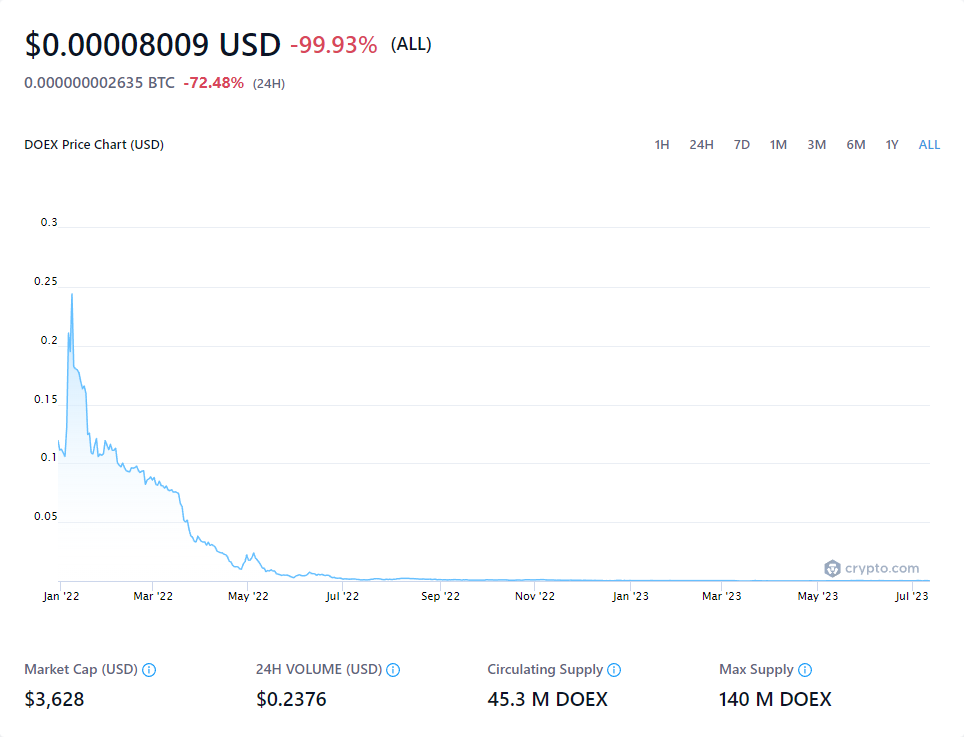 $0.00008009 USD -99.93% (ALL)
0.000000002635 BTC -72.48% (24H)
DOEX Price Chart (USD) 1H 24H 7D 1M 3M 6M 1Y ALL
0.3
0.25
0.2
0.15
0.1
0.05
crypto.com
Jan '22 Mar '22 May '22 Jul '22 Sep '22 Nov '22 Jan '23 Mar '23 May '23 Jul '23
Market Cap (USD) 24H VOLUME (USD) Circulating Supply Max Supply
$3,628 $0.2376 45.3 M DOEX 140 M DOEX